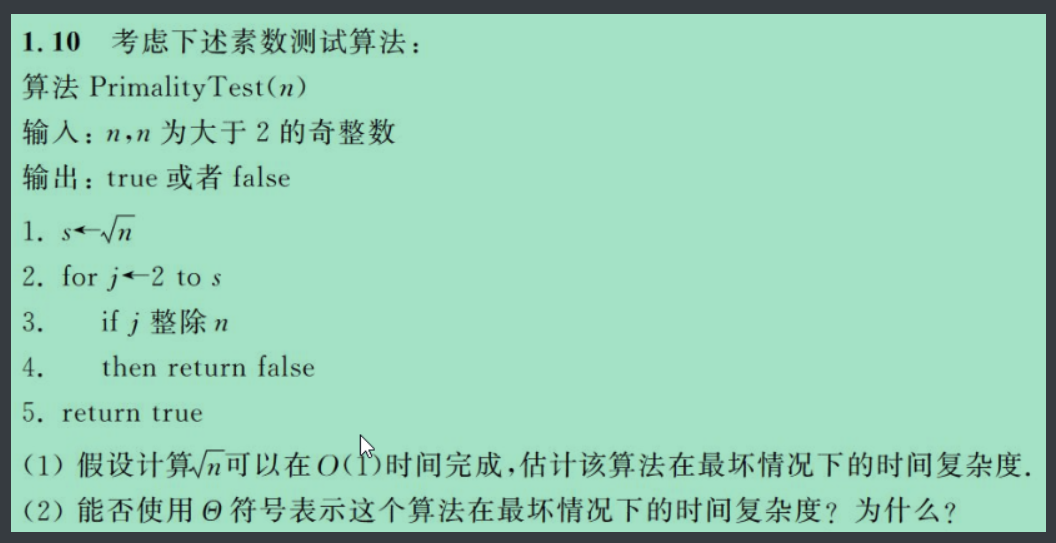 1.10 考虑下述素数测试算法：
算法 PrimalityTest(n)
输入：n,n 为大于 2 的奇整数
输出：true 或者 false
1. s←√n
2. for j←2 to s
3. if j 整除 n
4. then return false
5. return true
(1) 假设计算√n可以在O(1)时间完成,估计该算法在最坏情况下的时间复杂度.
(2) 能否使用 Θ 符号表示这个算法在最坏情况下的时间复杂度？为什么？